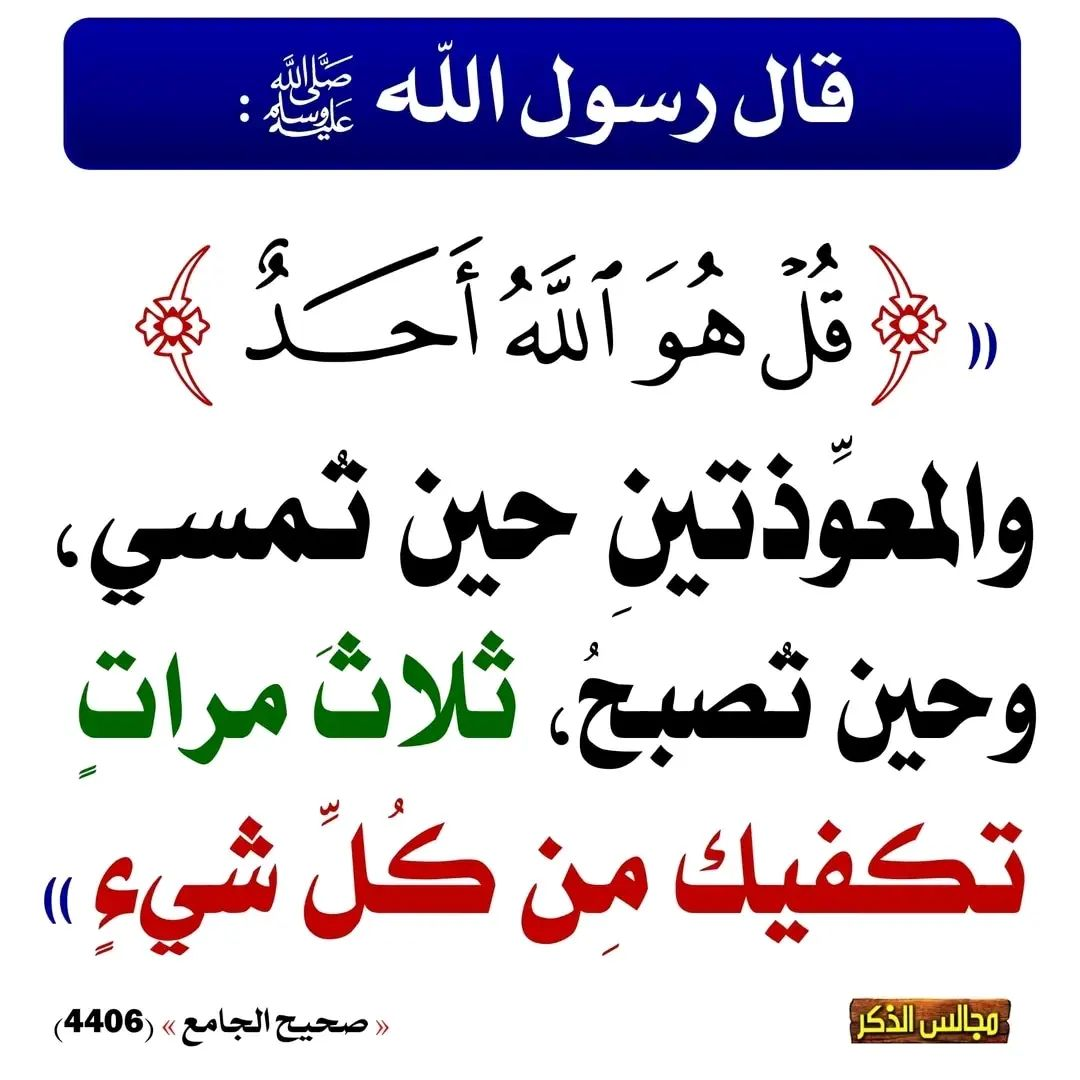 قال رسول الله ﷺ :
(( ﴿ قُلْ هُوَ ٱللَّهُ أَحَدٌ ﴾
والمعوِّذتينِ حين تُمسي،
وحين تُصبحُ، ثلاثَ مراتٍ
تكفيك مِن كُلِّ شيءٍ ))
« صحيح الجامع » (4406)
مجالس الذكر